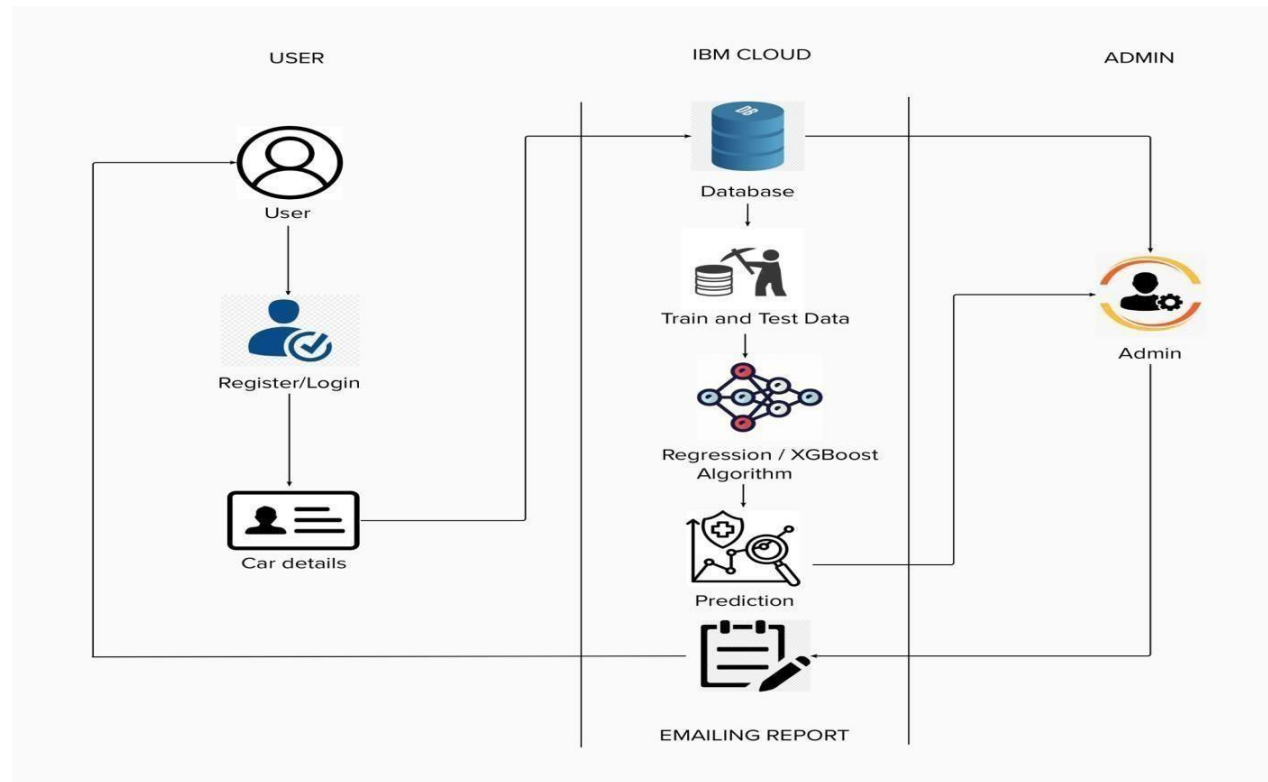 USER
IBM CLOUD
ADMIN
DB
Database
User
Train and Test Data
Admin
Register/Login
Regression / XGBoost
Algorithm
Car details
Prediction
EMAILING REPORT